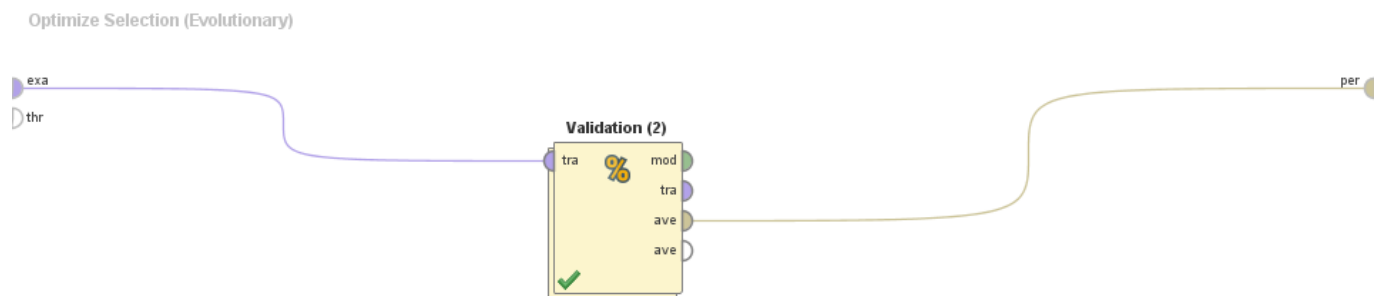 Optimize Selection (Evolutionary)
exa
per
thr
Validation (2)
tra
mod
tra
ave
ave